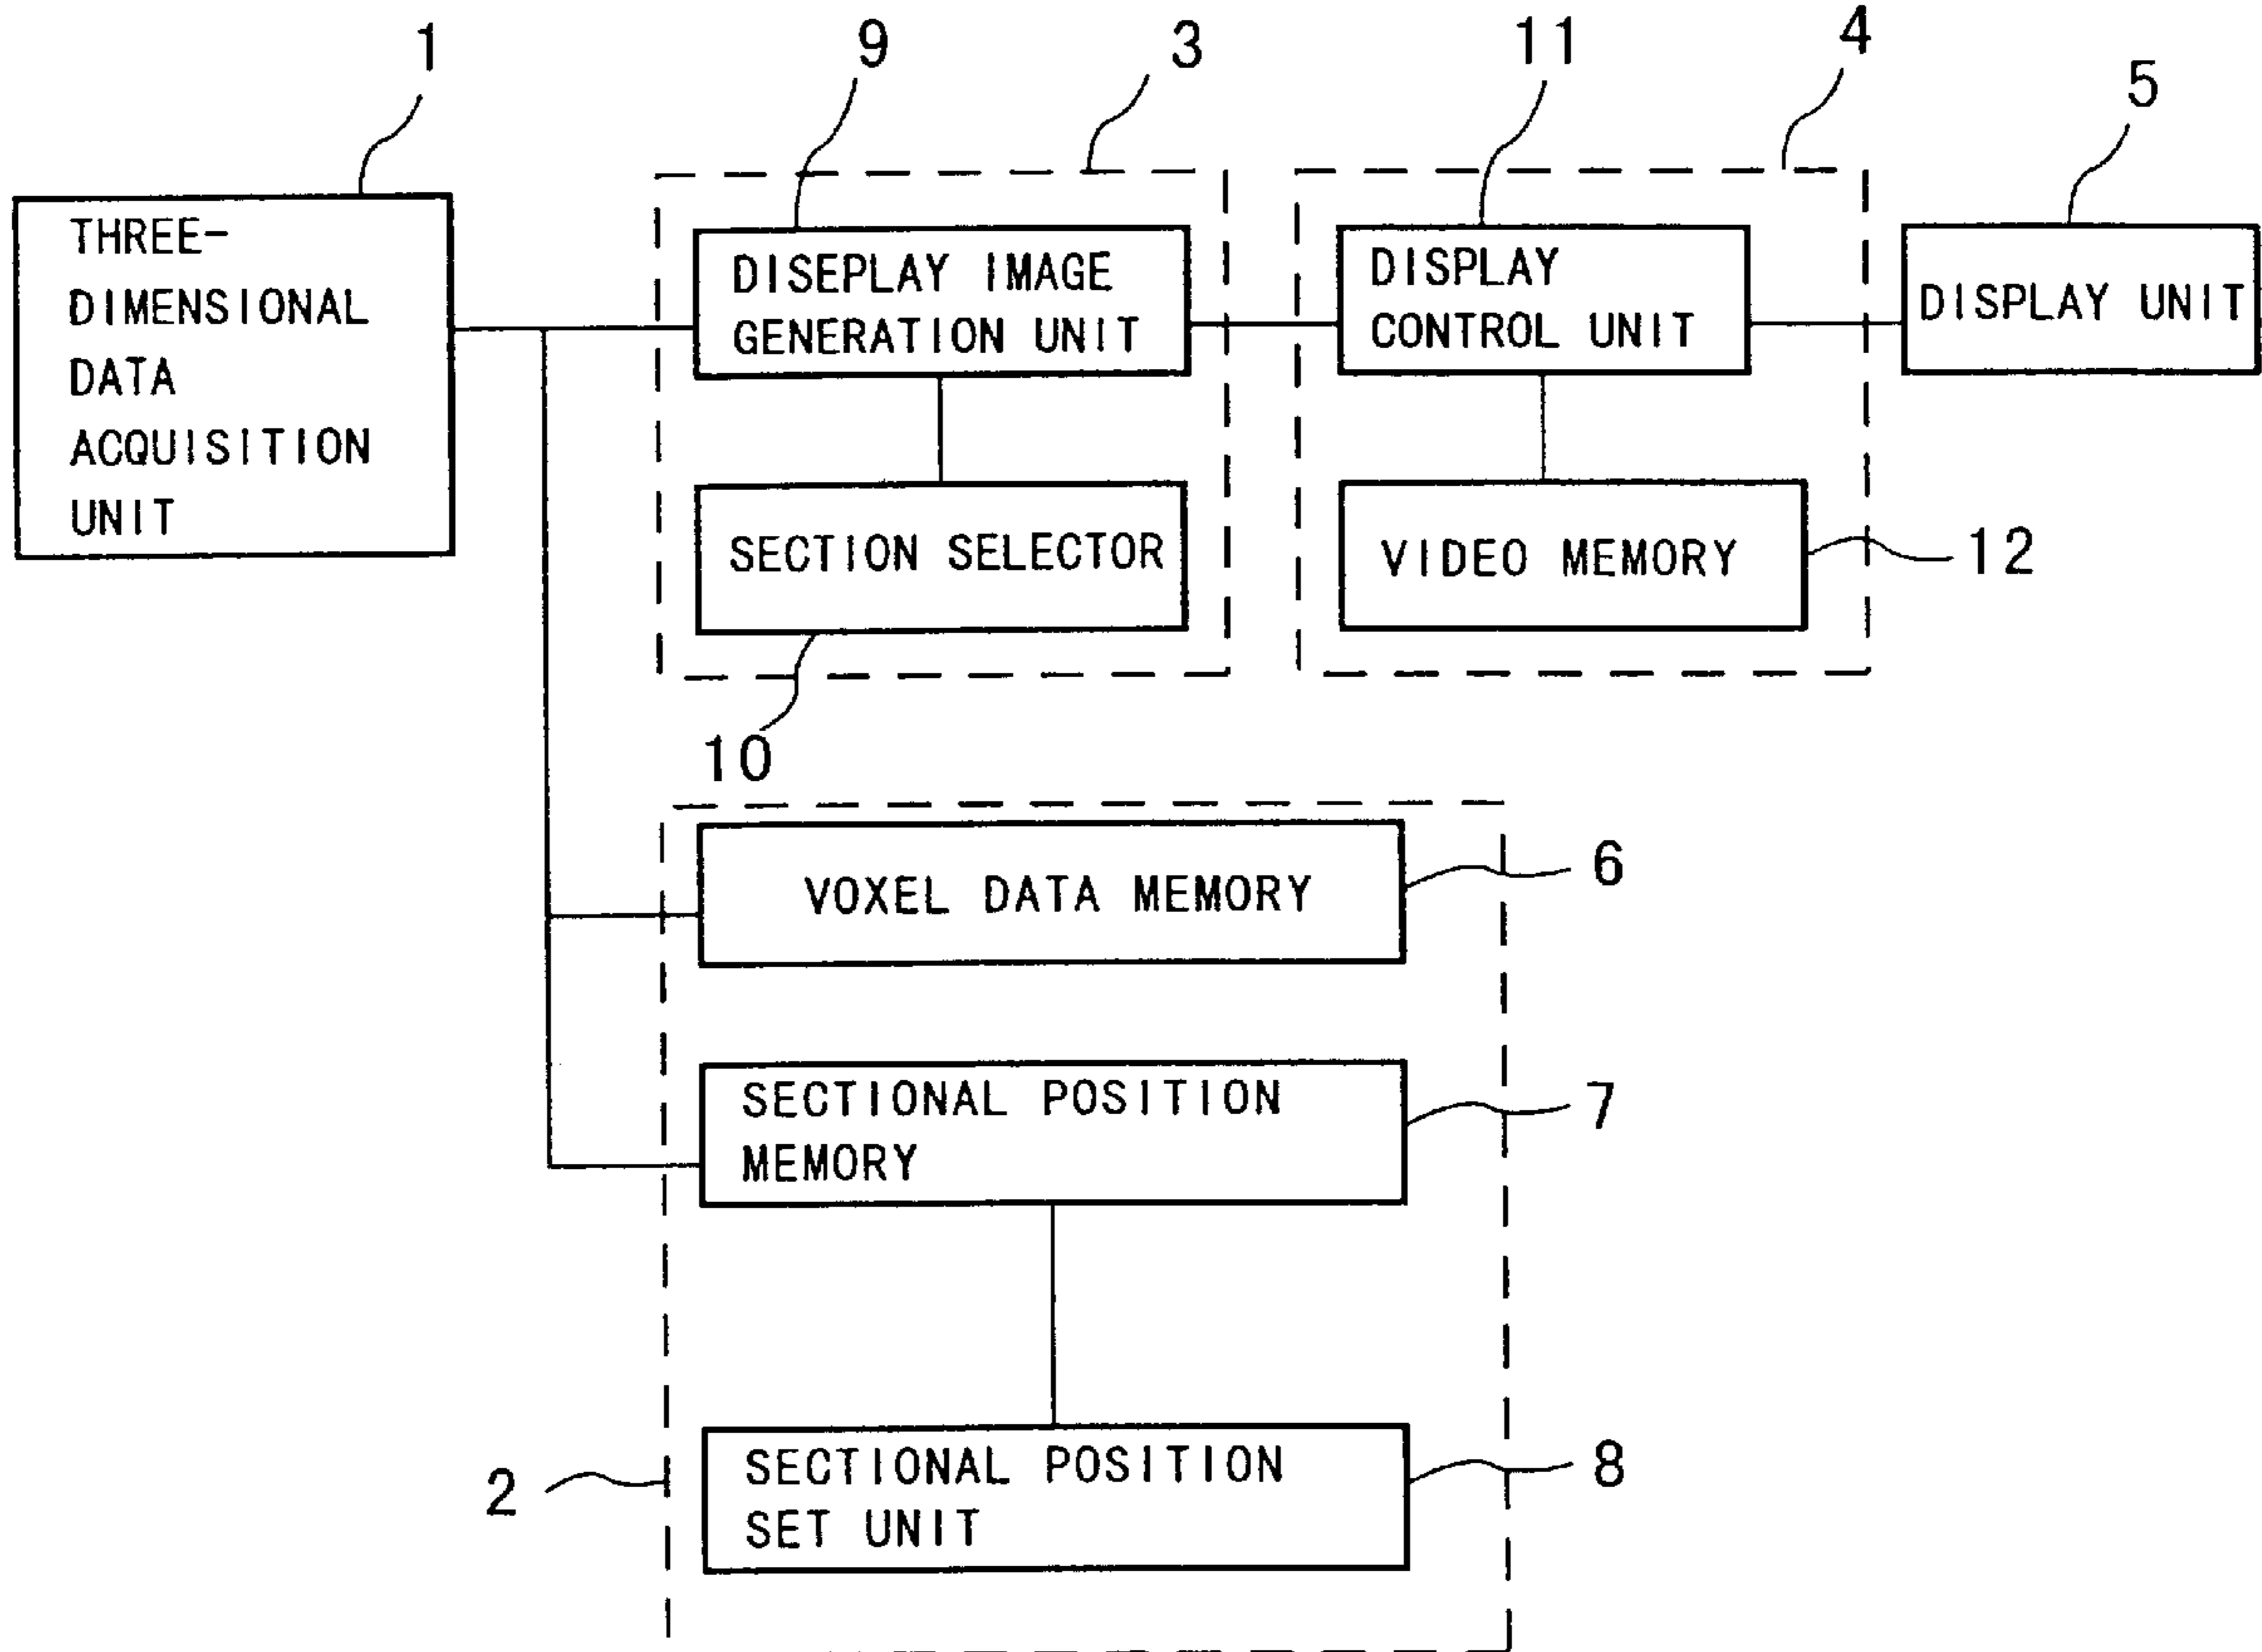 1
9
3
11
4
5
THREE-
DIMENSIONAL
DATA
ACQUISITION
UNIT
DISEPLAY IMAGE
GENERATION UNIT
DISPLAY
CONTROL UNIT
DISPLAY UNIT
SECTION SELECTOR
VIDEO MEMORY
12
10
VOXEL DATA MEMORY
6
SECTIONAL POSITION
MEMORY
7
2
SECTIONAL POSITION
SET UNIT
8